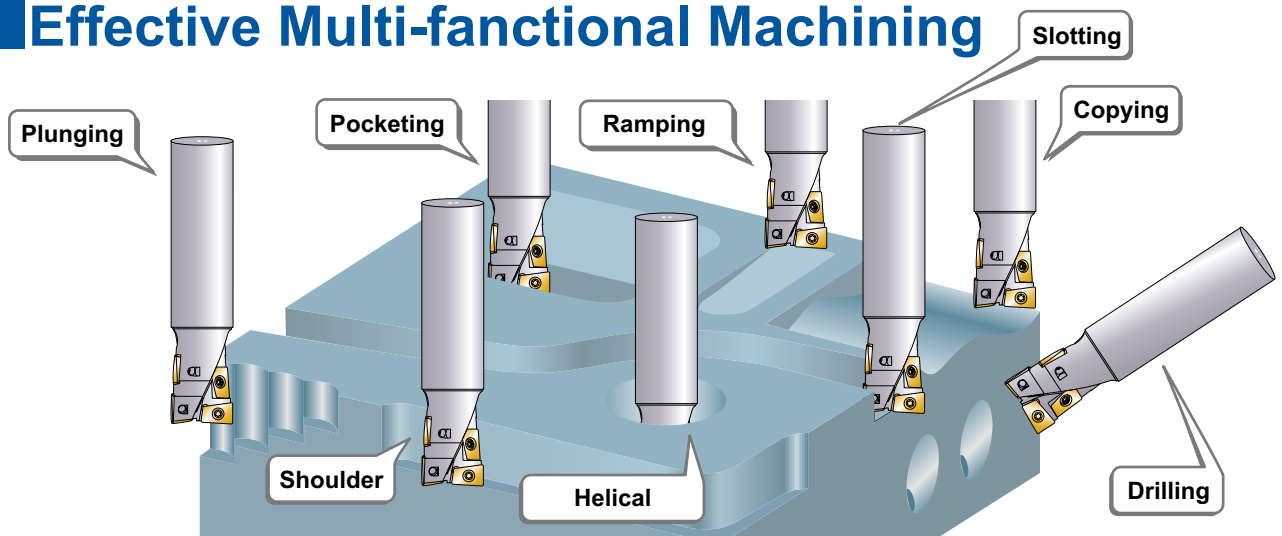 Effective Multi-fanctional Machining
Slotting
Plunging
Pocketing
Ramping
Copying
Shoulder
Helical
Drilling